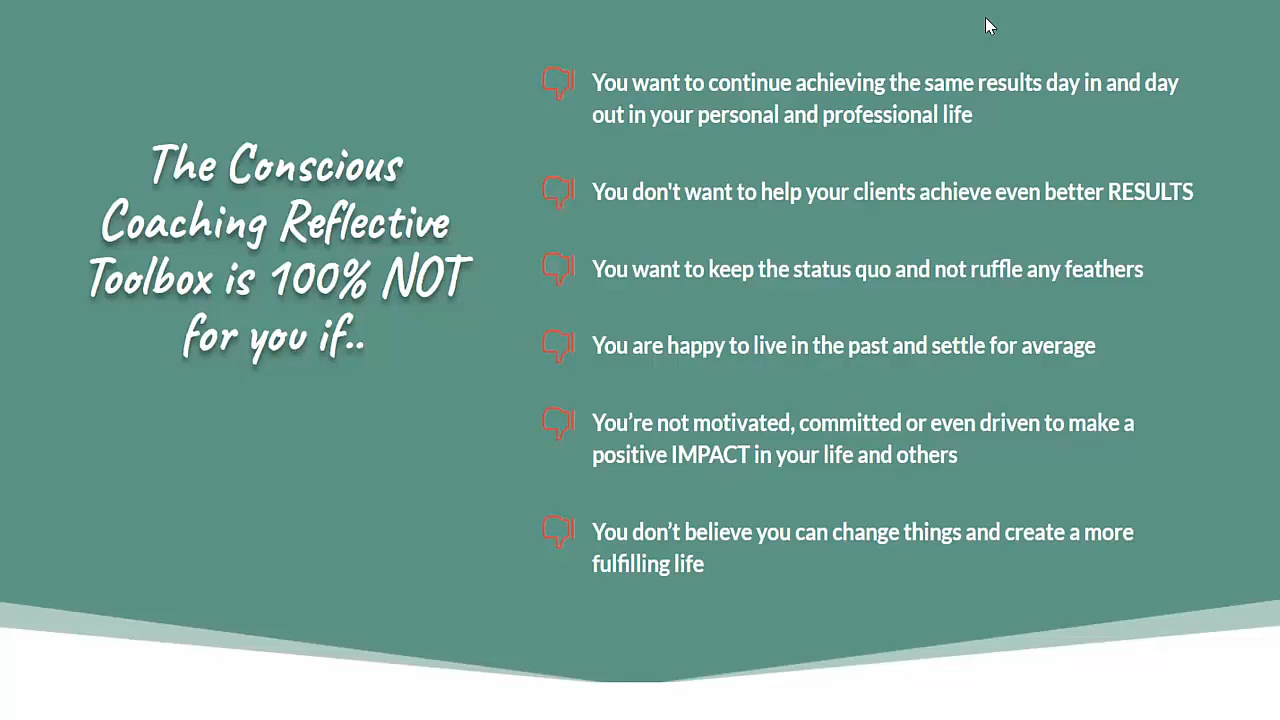 The Conscious
Coaching Reflective
Toolbox is 100% NOT
for you if..
You want to continue achieving the same results day in and day
out in your personal and professional life
You don't want to help your clients achieve even better RESULTS
You want to keep the status quo and not ruffle any feathers
You are happy to live in the past and settle for average
You’re not motivated, committed or even driven to make a
positive IMPACT in your life and others
You don’t believe you can change things and create a more
fulfilling life